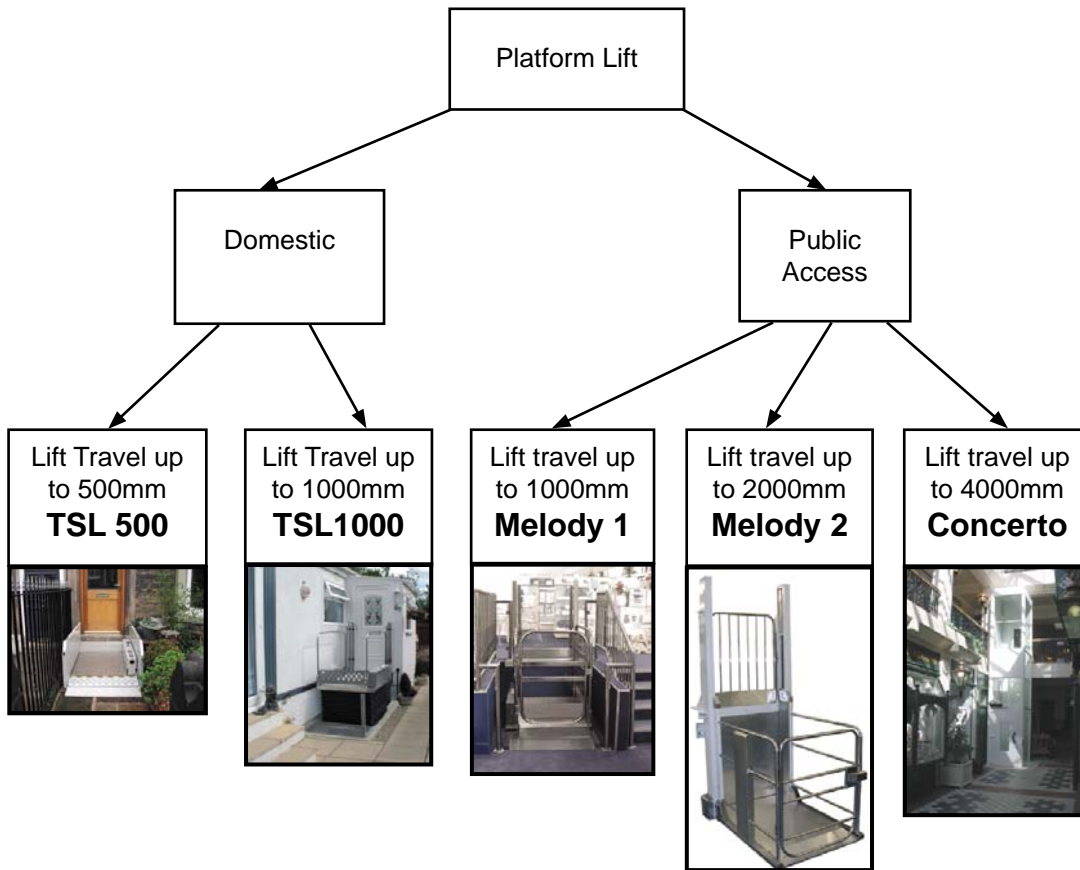 Platform Lift
Domestic
Public
Access
Lift Travel up
to 500mm
TSL 500
Lift Travel up
to 1000mm
TSL1000
Lift travel up
to 1000mm
Melody 1
Lift travel up
to 2000mm
Melody 2
Lift travel up
to 4000mm
Concerto